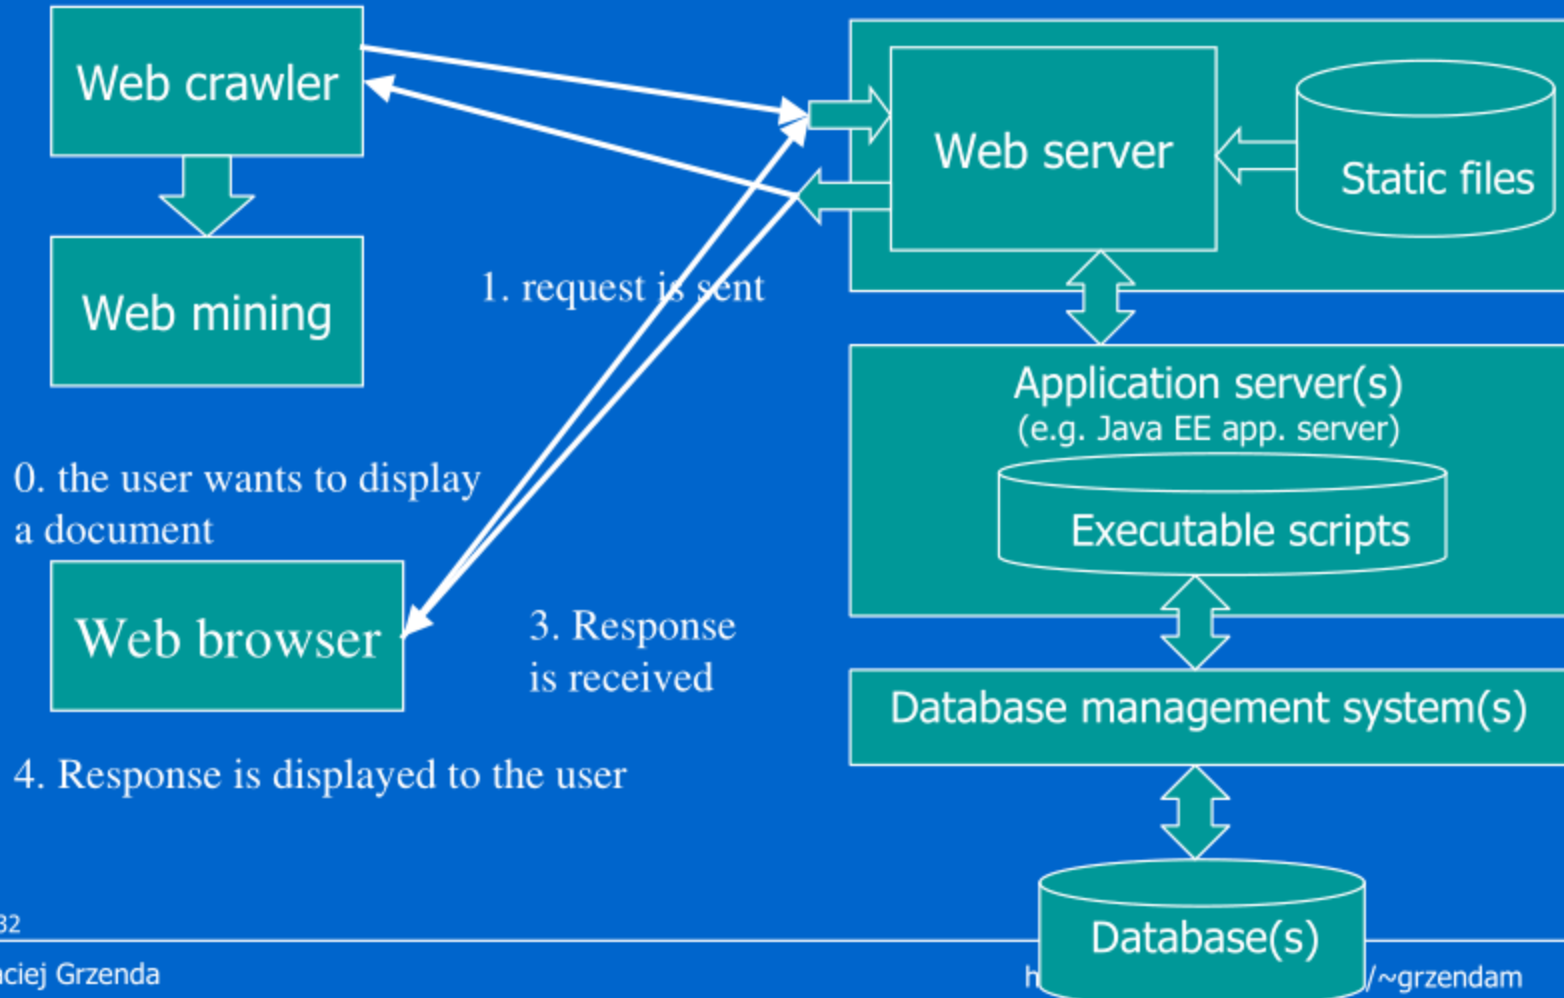 Web crawler
Web server
Static files
Web mining
1. request is sent
Application server(s)
(e.g. Java EE app. server)
Executable scripts
0. the user wants to display
a document
Web browser
3. Response
is received
Database management system(s)
4. Response is displayed to the user
Database(s)
32
Grzenda
/~grzendam